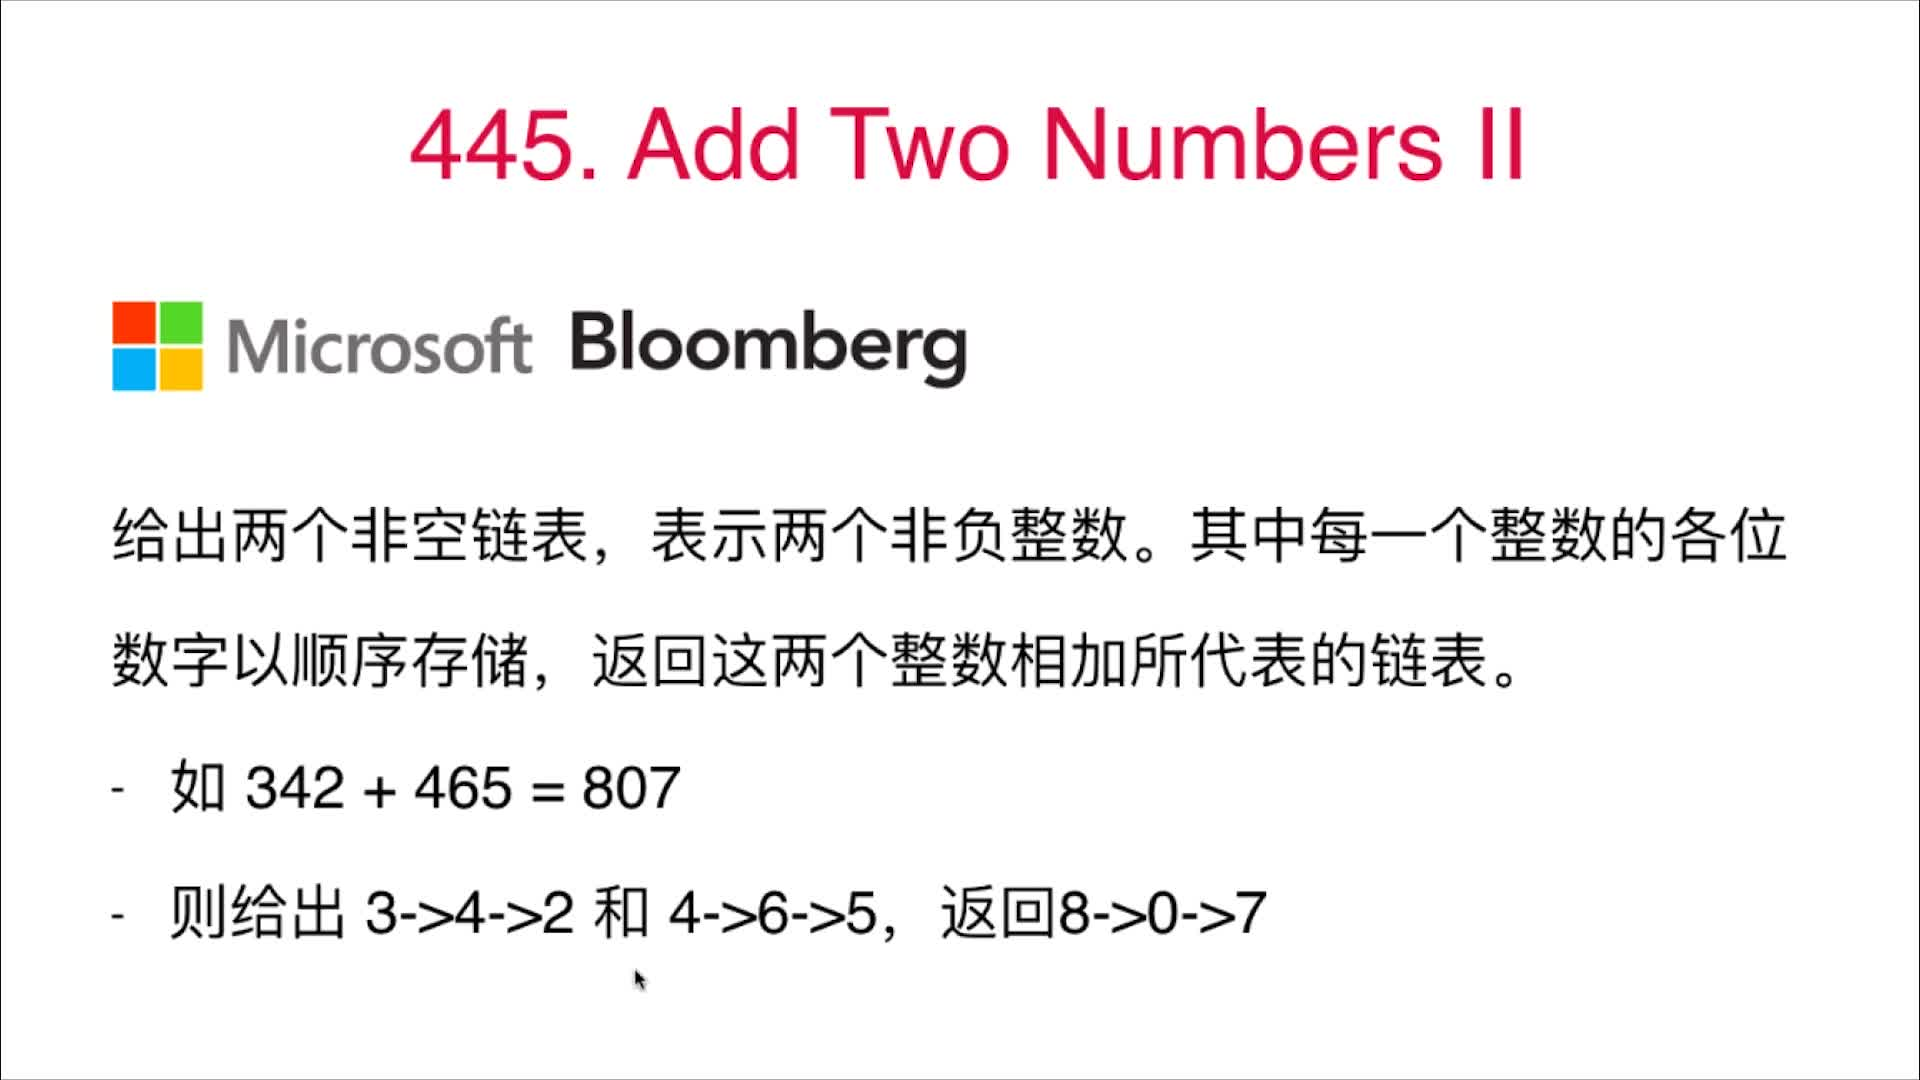 445. Add Two Numbers II
Microsoft Bloomberg
给出两个非空链表，表示两个非负整数。其中每一个整数的各位
数字以顺序存储，返回这两个整数相加所代表的链表。
- 如 342 + 465 = 807
- 则给出 3->4->2 和 4->6->5，返回8->0->7